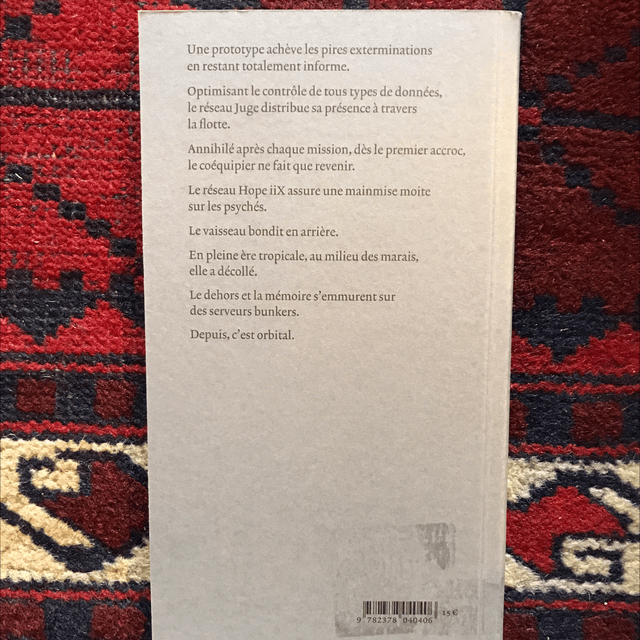 Une prototype achève les pires exterminations
en restant totalement informe.
Optimisant le contrôle de tous types de données,
le réseau Juge distribue sa présence à travers
la flotte.
Annihilé après chaque mission, dès le premier accroc,
le coéquipier ne fait que revenir.
Le réseau Hope iiX assure une mainmise moite
sur les psychés.
Le vaisseau bondit en arrière.
En pleine ère tropicale, au milieu des marais,
elle a décollé.
Le dehors et la mémoire s’emmurent sur
des serveurs bunkers.
Depuis, c’est orbital.
15 €
9 782378 040406